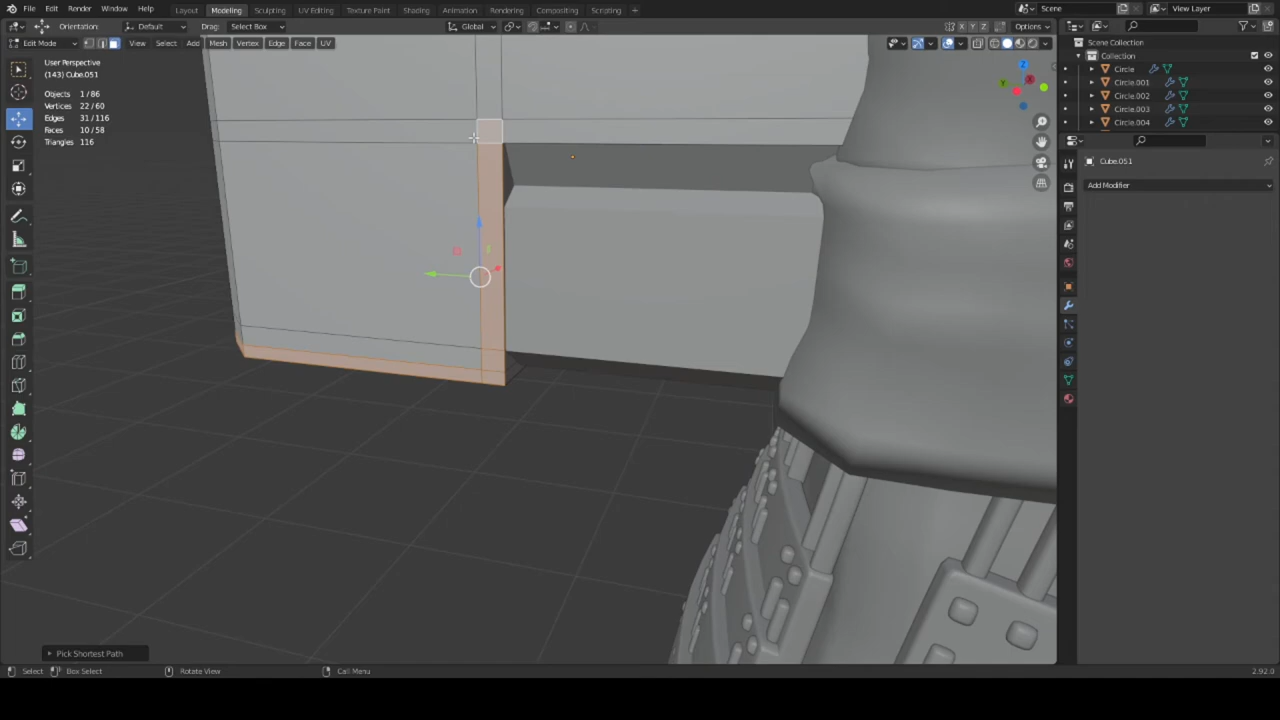 File Edit Render Window Help Layout Modeling Sculpting UV Editing Texture Paint Shading Animation Rendering Compositing Scripting + Scene View Layer
Orientation: Default Drag: Select Box Global X Y Z Options
Edit Mode View Select Add Mesh Vertex Edge Face UV
User Perspective
(143) Cube.051
Objects 1/86
Vertices 22/60
Edges 31/116
Faces 10/58
Triangles 116
Z
Y
X
Scene Collection
Collection
Circle
Circle.001
Circle.002
Circle.003
Circle.004
Cube.051
Add Modifier
Pick Shortest Path
Select Box Select Rotate View Call Menu 2.92.0